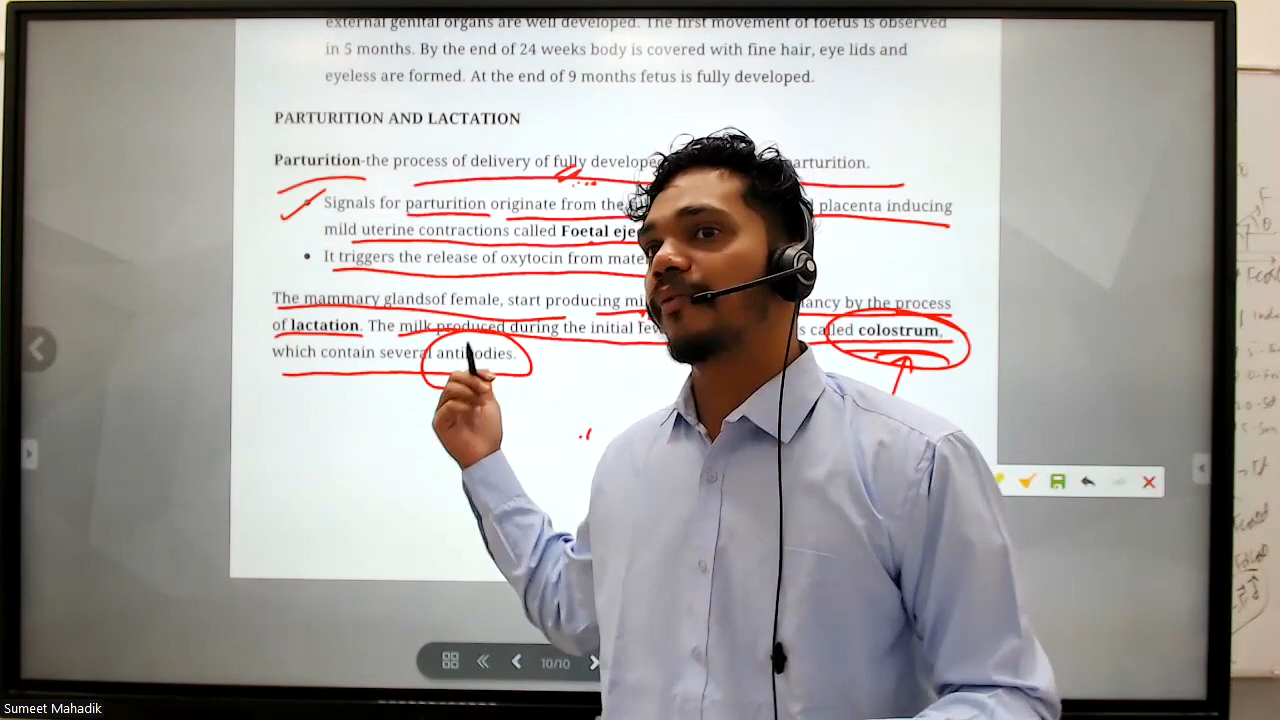 external genital organs are well developed. The first movement of foetus is observed
in 5 months. By the end of 24 weeks body is covered with fine hair, eye lids and
eyeless are formed. At the end of 9 months fetus is fully developed.
PARTURITION AND LACTATION
Parturition-the process of delivery of fully parturition.
Signals for parturition originate from the placenta inducing
mild uterine contractions called Foetal
It triggers the release of oxytocin from
The mammary glandsof female, start producing by the process
of lactation. The milk produced during the initial called colostrum,
which contain several antibodies.
10/10
Sumeet Mahadik